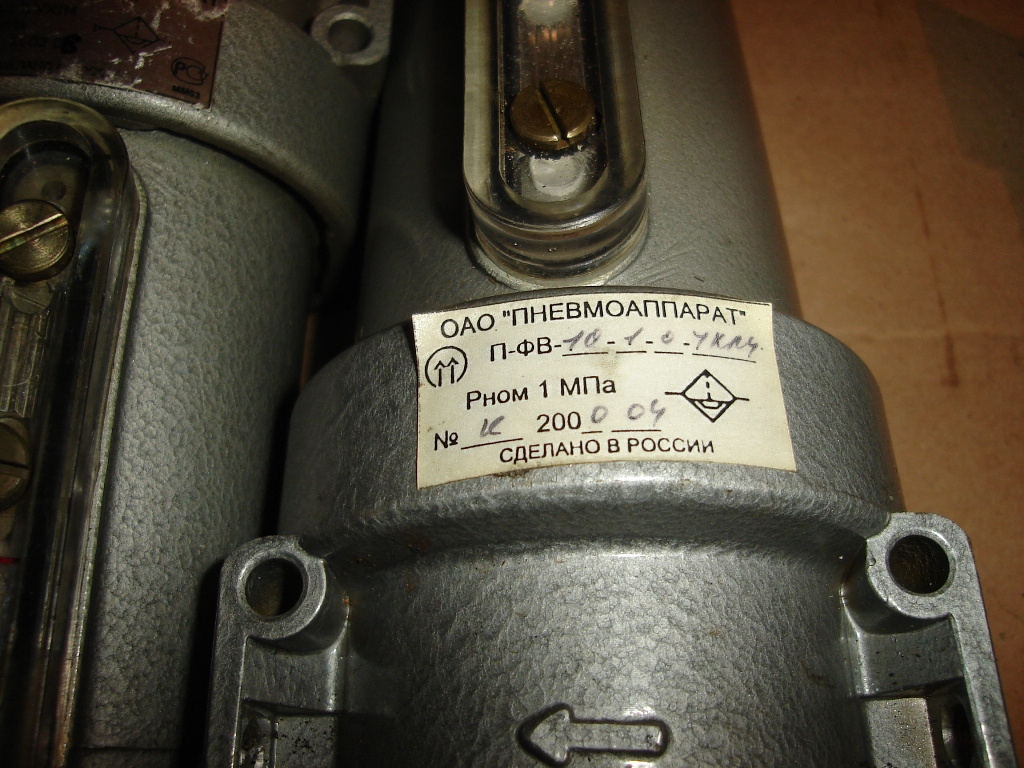 ОАО "ПНЕВМОАППАРАТ"
П-ФВ-10-1-0-УХЛ4.
Рном 1 МПа
№ К 2000 04
СДЕЛАНО В РОССИИ